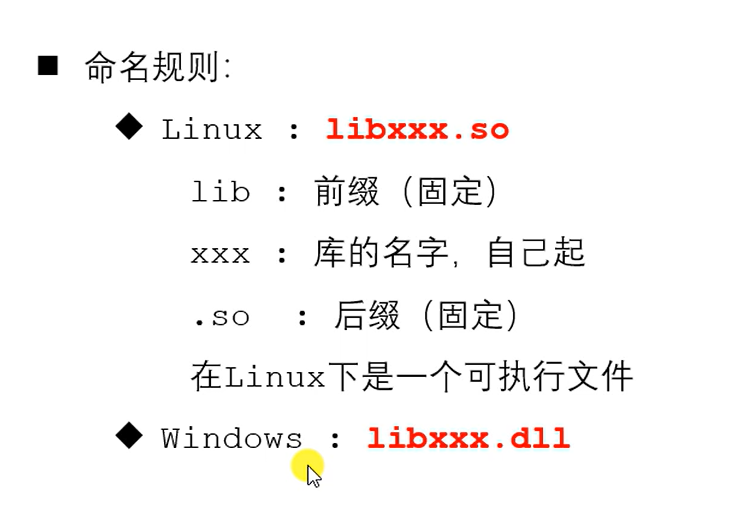 ■ 命名规则：
◆ Linux : libxxx.so
lib : 前缀（固定）
xxx : 库的名字，自己起
.so : 后缀（固定）
在Linux下是一个可执行文件
◆ Windows : libxxx.dll